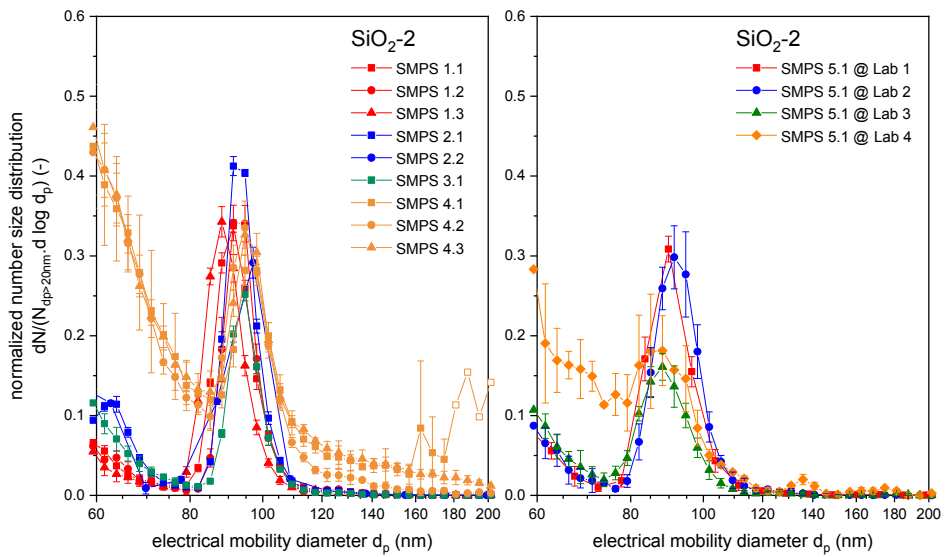 normalized number size distribution
dN/(N_dp>20nm.d log d_p) (-)
0.6
0.5
0.4
0.3
0.2
0.1
0.0
SiO₂-2
SMPS 1.1
SMPS 1.2
SMPS 1.3
SMPS 2.1
SMPS 2.2
SMPS 3.1
SMPS 4.1
SMPS 4.2
SMPS 4.3
60 80 100 120 140 160 180 200
electrical mobility diameter d_p (nm)
0.6
0.5
0.4
0.3
0.2
0.1
0.0
SiO₂-2
SMPS 5.1 @ Lab 1
SMPS 5.1 @ Lab 2
SMPS 5.1 @ Lab 3
SMPS 5.1 @ Lab 4
60 80 100 120 140 160 180 200
electrical mobility diameter d_p (nm)